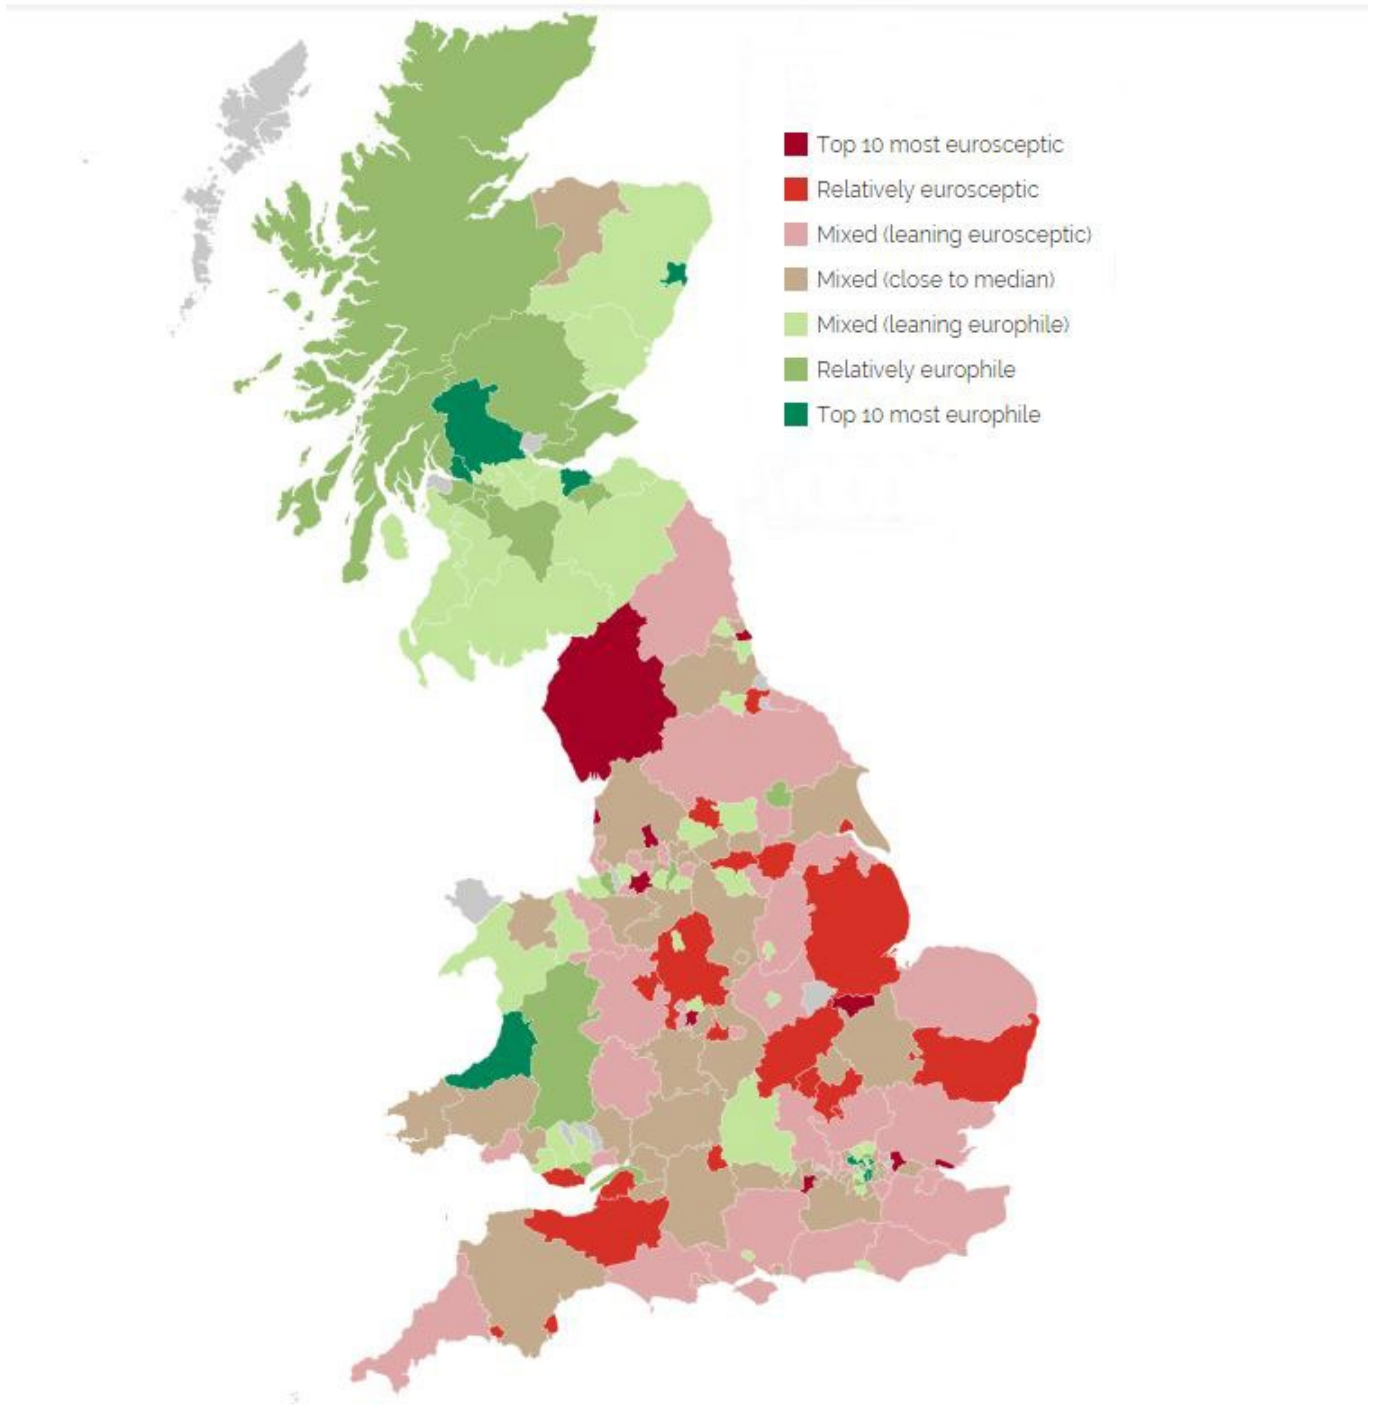 Top 10 most eurosceptic
Relatively eurosceptic
Mixed (leaning eurosceptic)
Mixed (close to median)
Mixed (leaning europhile)
Relatively europhile
Top 10 most europhile